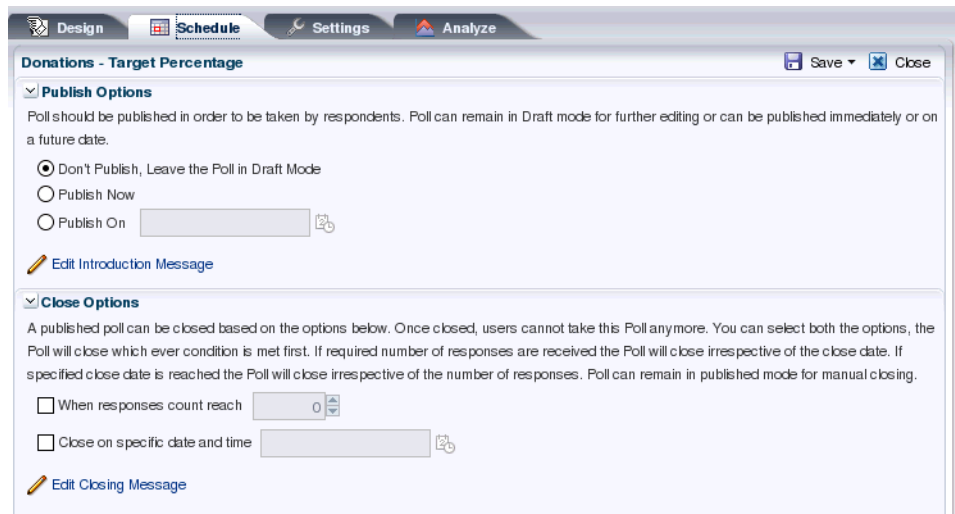 Design Schedule Settings Analyze
Donations - Target Percentage Save Close
Publish Options
Poll should be published in order to be taken by respondents. Poll can remain in Draft mode for further editing or can be published immediately or on
a future date.
Don't Publish, Leave the Poll in Draft Mode
Publish Now
Publish On
Edit Introduction Message
Close Options
A published poll can be closed based on the options below. Once closed, users cannot take this Poll anymore. You can select both the options, the
Poll will close which ever condition is met first. If required number of responses are received the Poll will close irrespective of the close date. If
specified close date is reached the Poll will close irrespective of the number of responses. Poll can remain in published mode for manual closing.
When responses count reach 0
Close on specific date and time
Edit Closing Message